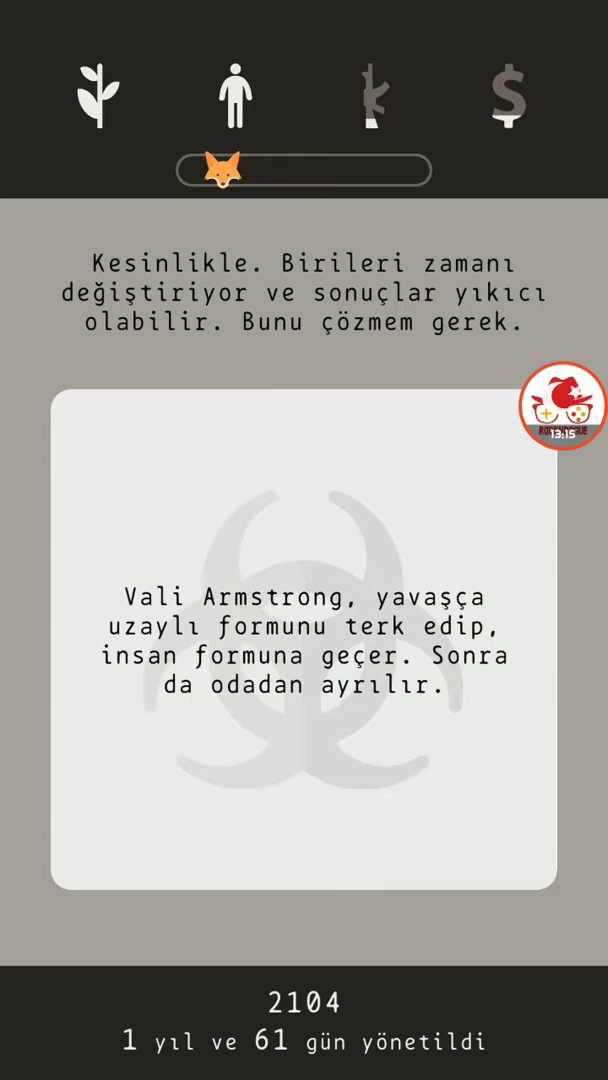 Kesinlikle. Birileri zamanı
değiştiriyor ve sonuçlar yıkıcı
olabilir. Bunu çözmem gerek.
13:15
Vali Armstrong, yavaşça
uzaylı formunu terk edip,
insan formuna geçer. Sonra
da odadan ayrılır.
2104
1 yıl ve 61 gün yönetildi